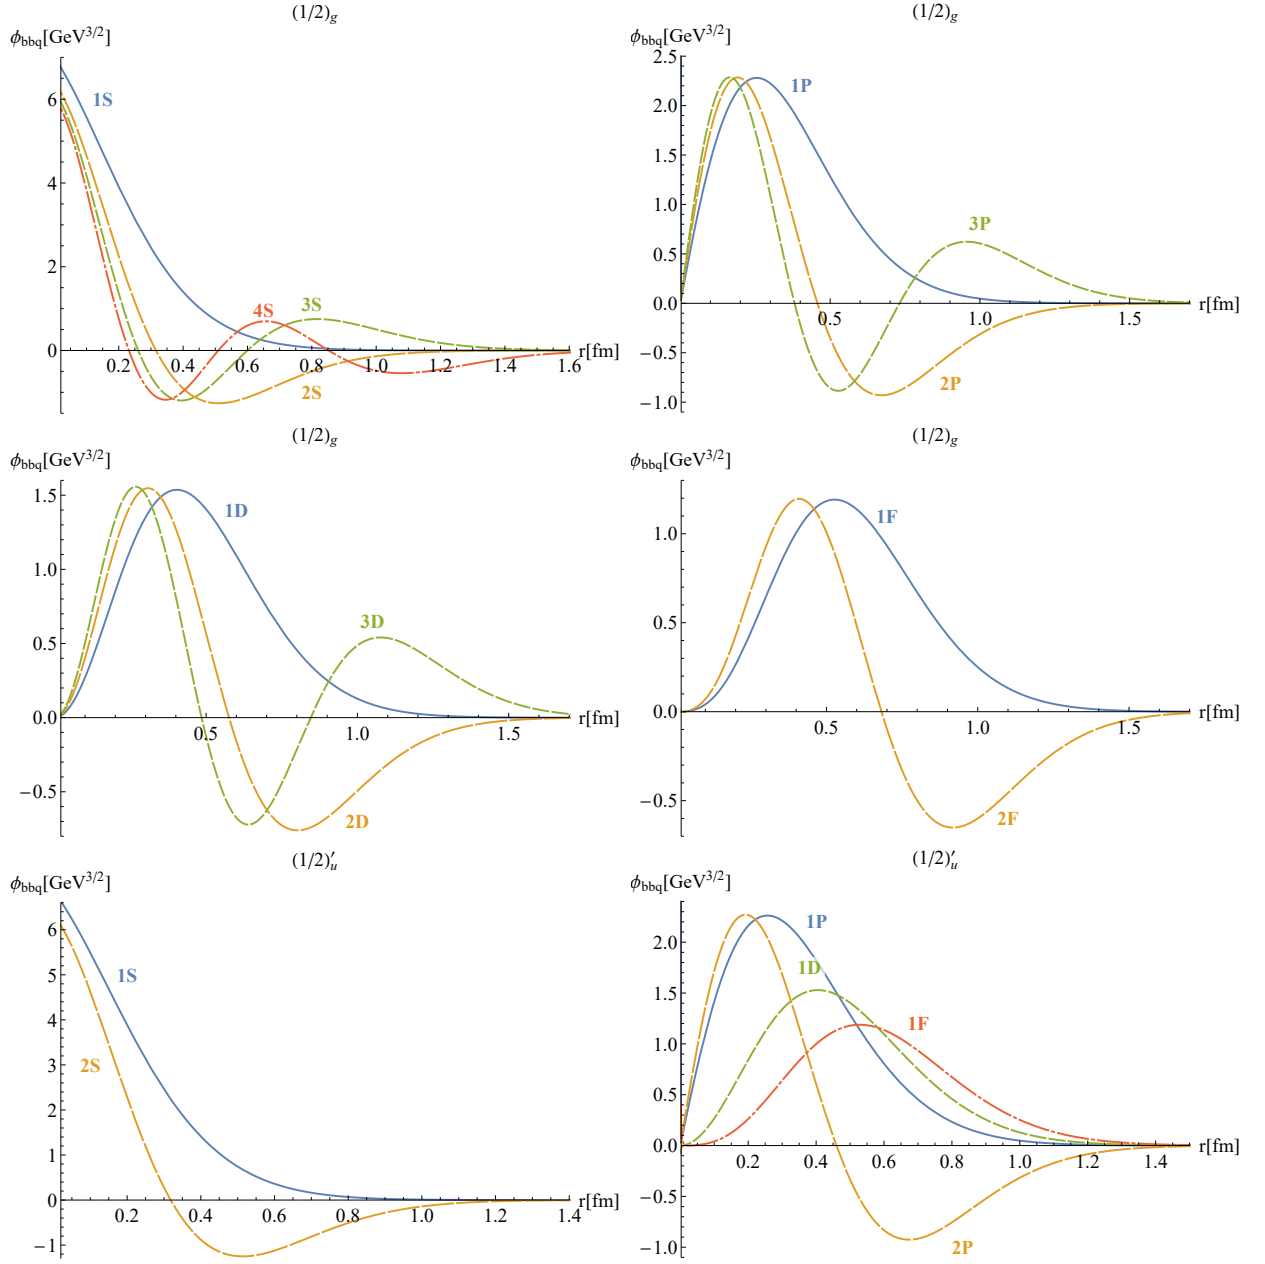 (1/2)g
ϕbbq[GeV3/2]
6
4
2
0
1S
4S
3S
2S
0.2 0.4 0.6 0.8 1.0 1.2 1.4 1.6
r[fm]
(1/2)g
ϕbbq[GeV3/2]
2.5
2.0
1.5
1.0
0.5
0.0
−0.5
−1.0
1P
3P
2P
0.5 1.0 1.5
r[fm]
(1/2)g
ϕbbq[GeV3/2]
1.5
1.0
0.5
0.0
−0.5
1D
3D
2D
0.5 1.0 1.5
r[fm]
(1/2)g
ϕbbq[GeV3/2]
1.0
0.5
0.0
−0.5
1F
2F
0.5 1.0 1.5
r[fm]
(1/2)′u
ϕbbq[GeV3/2]
6
5
4
3
2
1
0
−1
1S
2S
0.2 0.4 0.6 0.8 1.0 1.2 1.4
r[fm]
(1/2)′u
ϕbbq[GeV3/2]
2.0
1.5
1.0
0.5
0.0
−0.5
−1.0
1P
1D
1F
2P
0.2 0.4 0.6 0.8 1.0 1.2 1.4
r[fm]